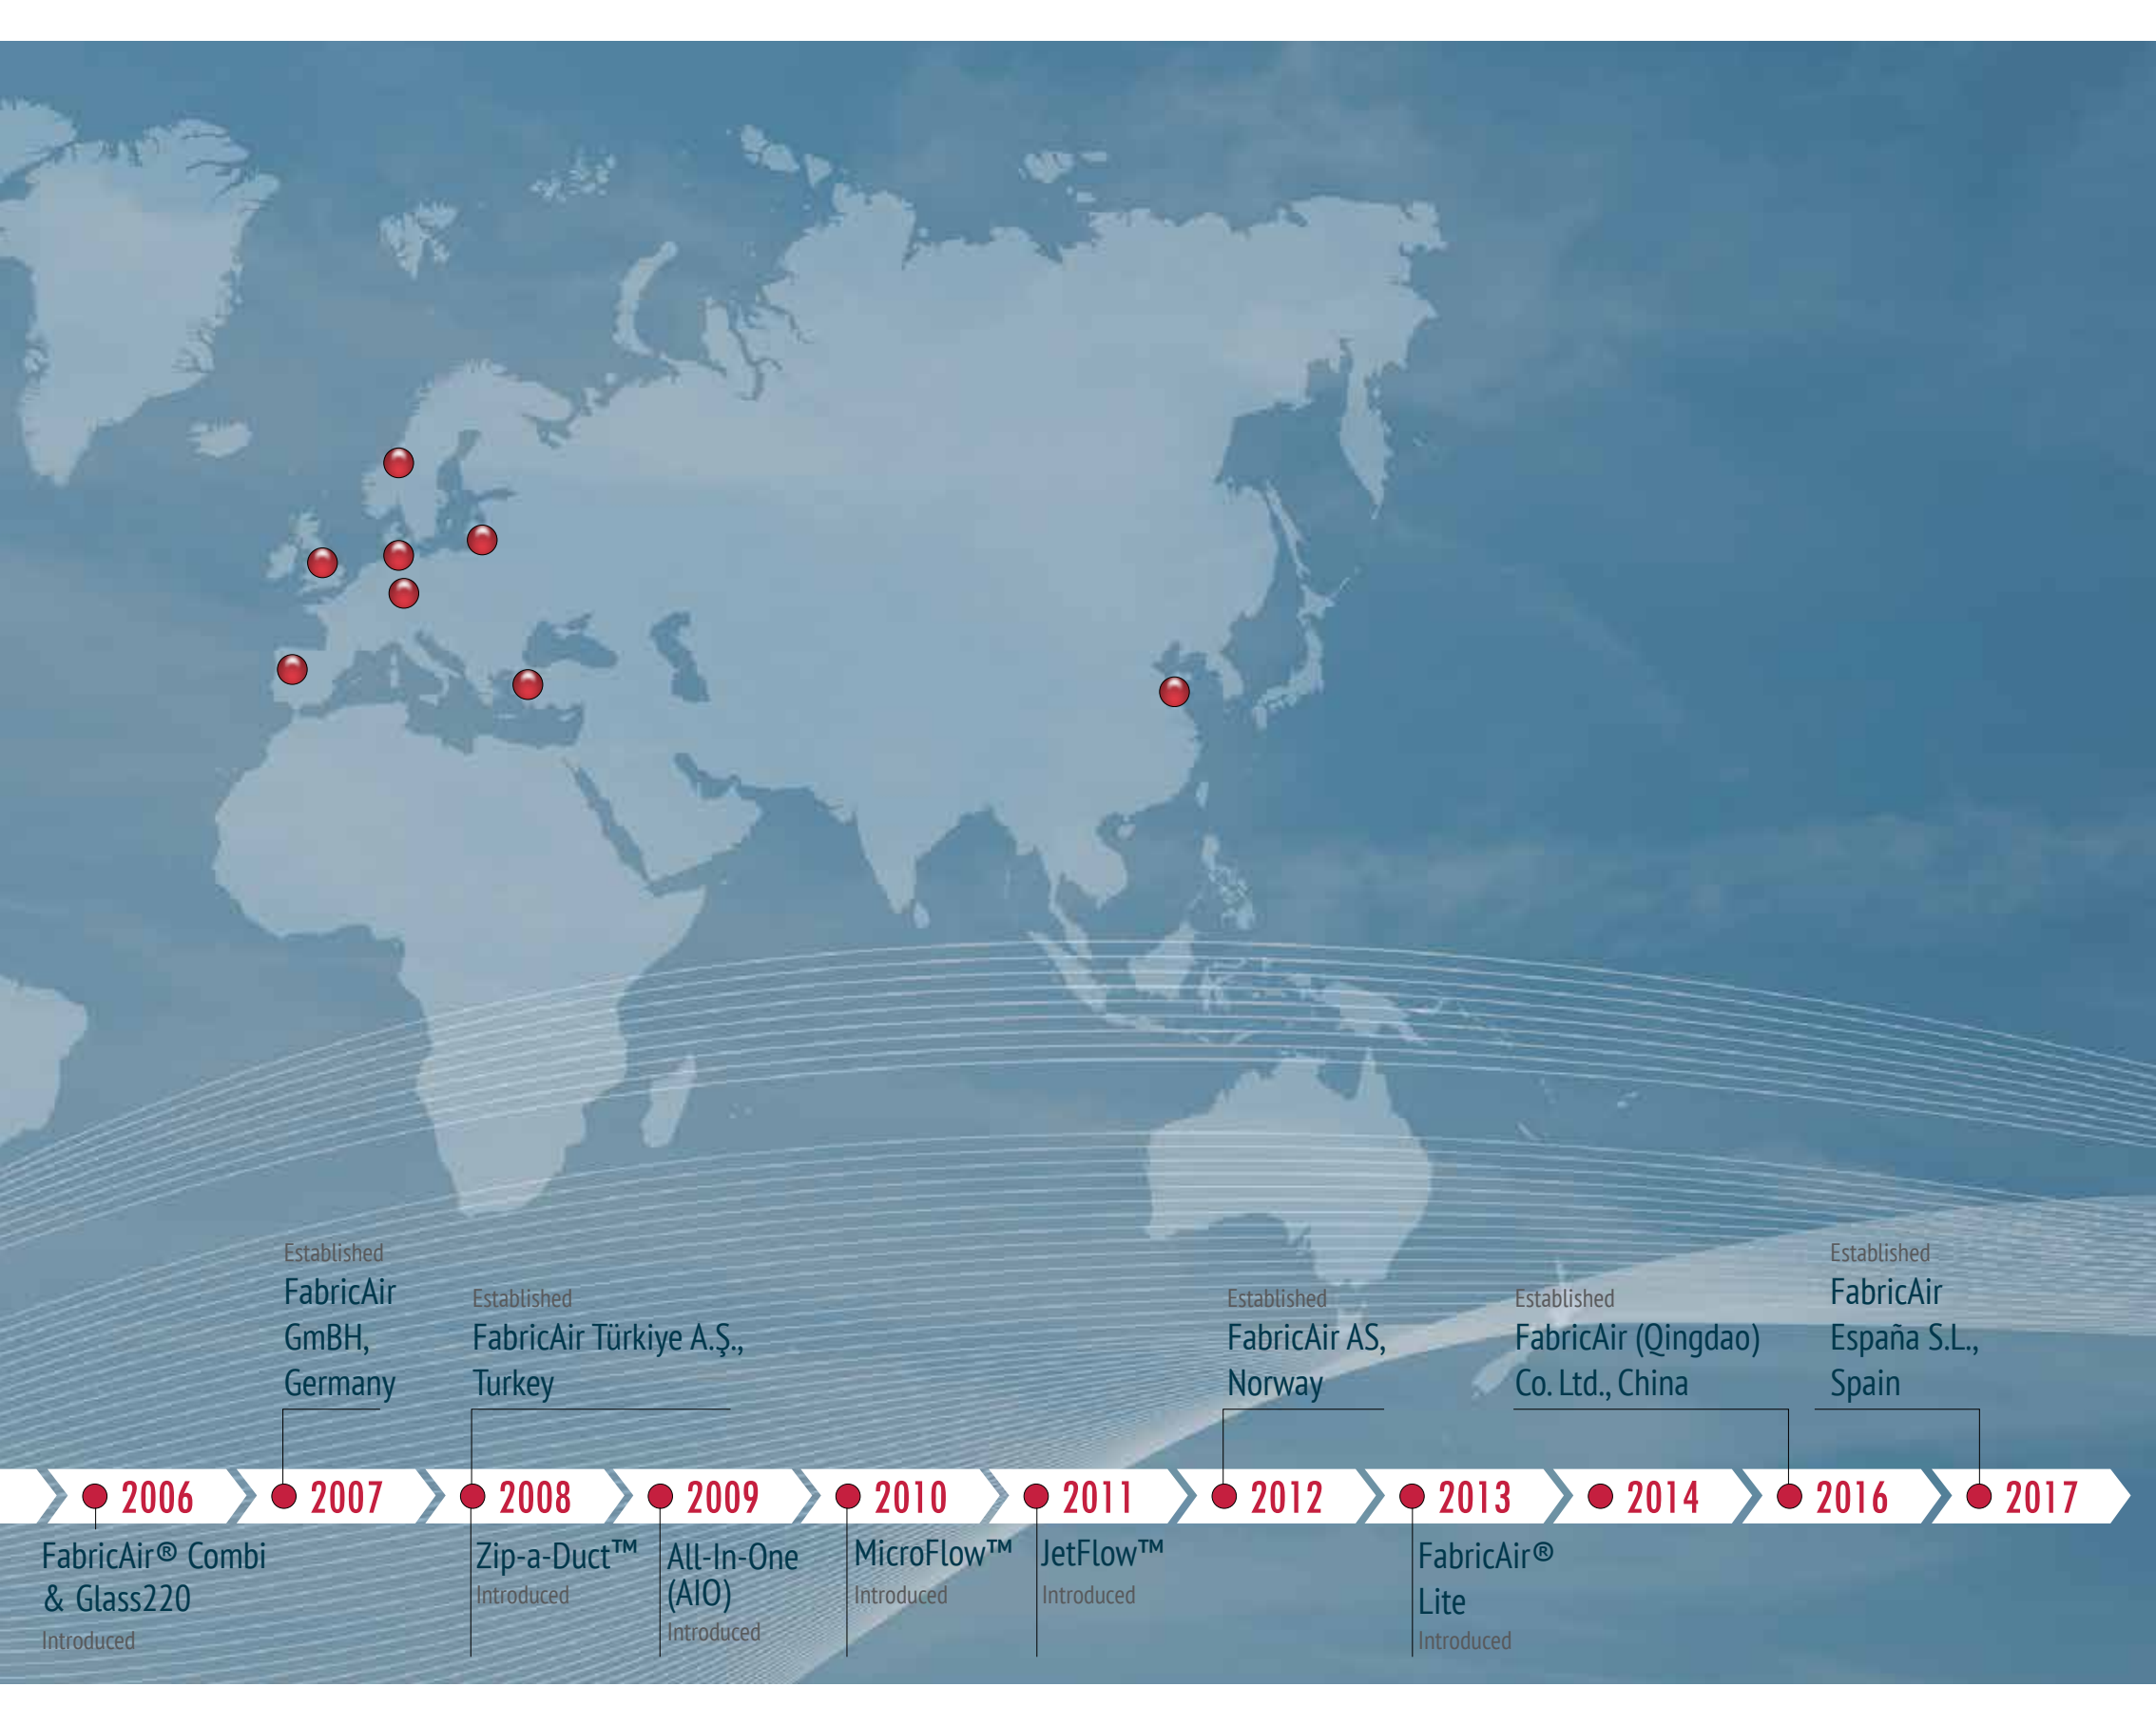 Established
FabricAir
GmBH,
Germany
Established
FabricAir Türkiye A.Ş.,
Turkey
Established
FabricAir AS,
Norway
Established
FabricAir (Qingdao)
Co. Ltd., China
Established
FabricAir
España S.L.,
Spain
2006
2007
2008
2009
2010
2011
2012
2013
2014
2016
2017
FabricAir® Combi
& Glass220
Introduced
Zip-a-Duct™
Introduced
All-In-One
(AIO)
Introduced
MicroFlow™
Introduced
JetFlow™
Introduced
FabricAir®
Lite
Introduced